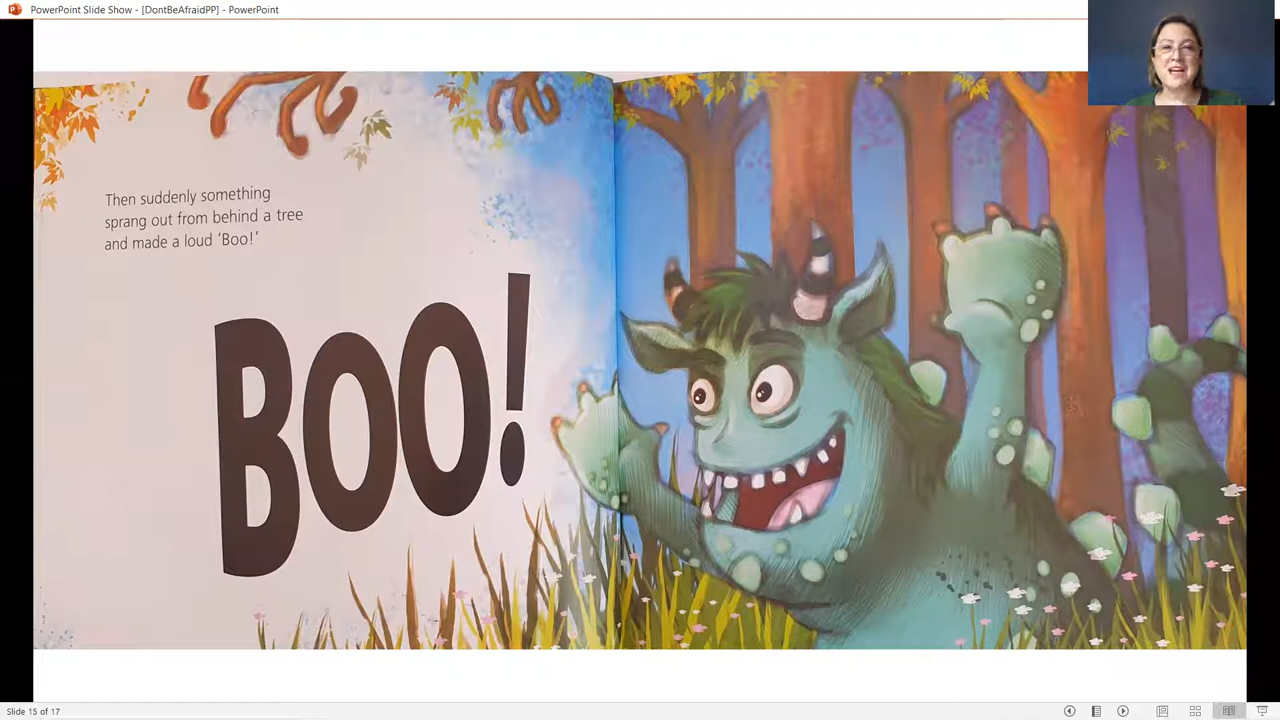 PowerPoint Slide Show - [DontBeAfraidPP] - PowerPoint
Then suddenly something
sprang out from behind a tree
and made a loud ‘Boo!’
BOO!
Slide 15 of 17